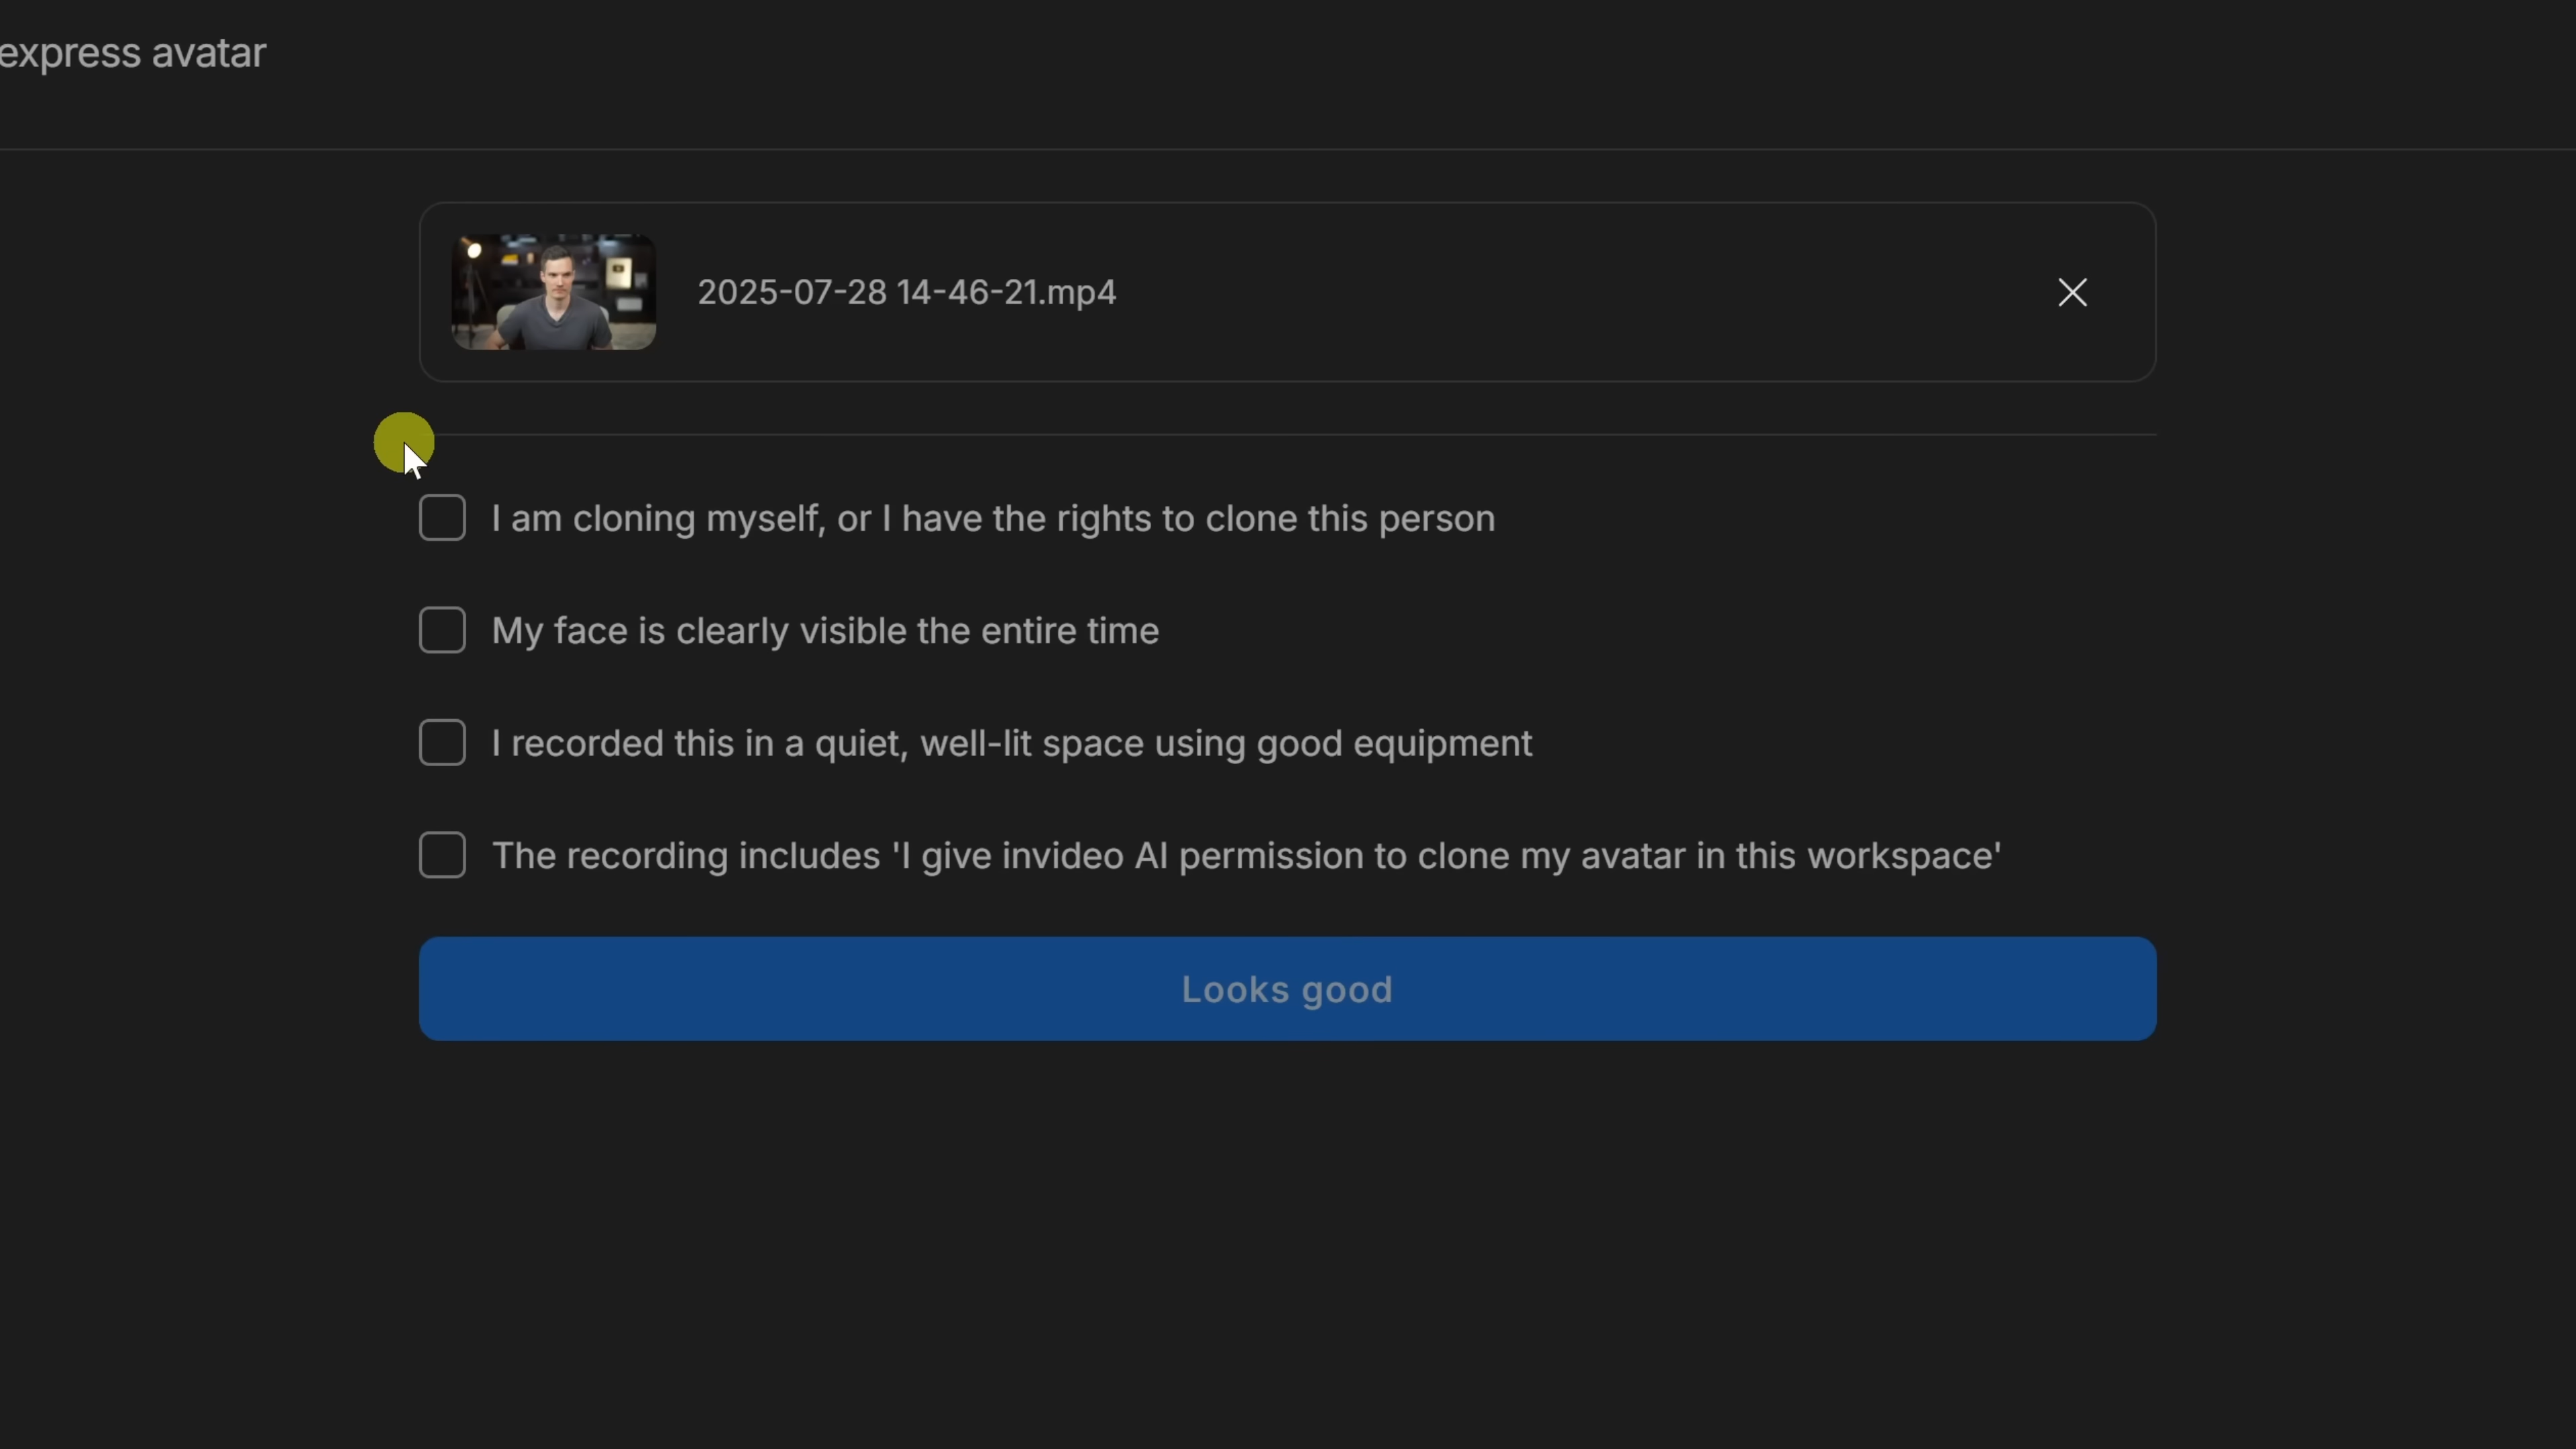 express avatar
2025-07-28 14-46-21.mp4
I am cloning myself, or I have the rights to clone this person
My face is clearly visible the entire time
I recorded this in a quiet, well-lit space using good equipment
The recording includes 'I give invideo AI permission to clone my avatar in this workspace'
Looks good